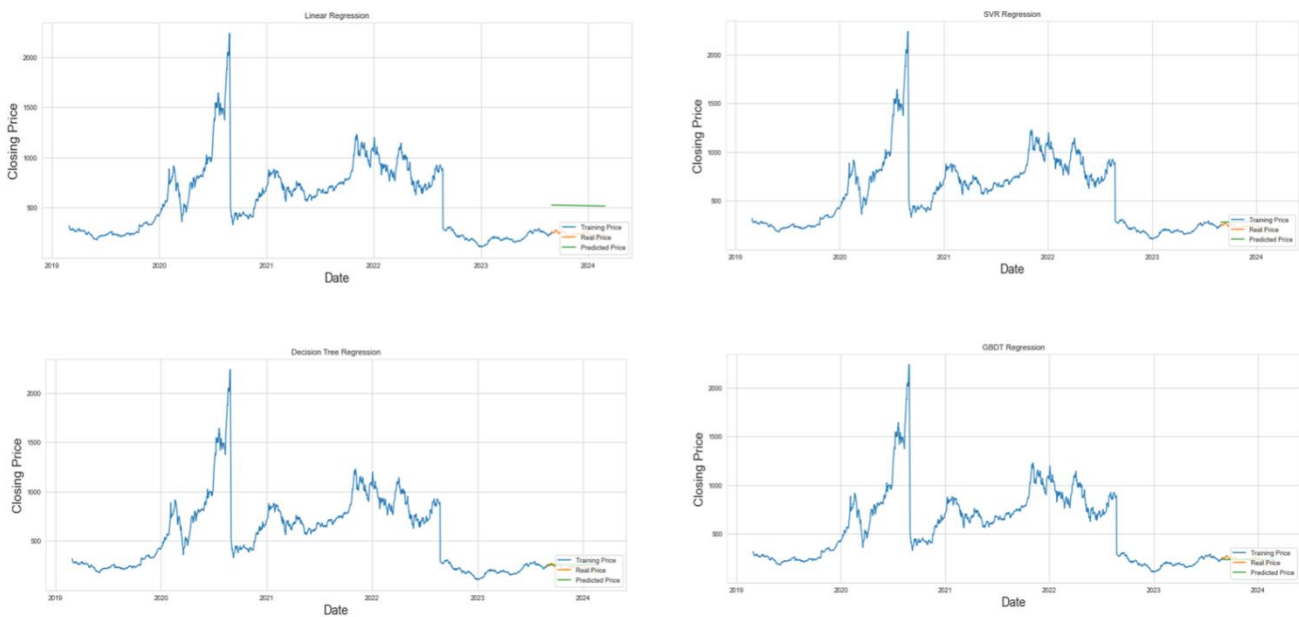 Linear Regression
Closing Price
2000
1500
1000
500
2019 2020 2021 2022 2023 2024
Date
Training Price
Real Price
Predicted Price
SVR Regression
Closing Price
2000
1500
1000
500
2019 2020 2021 2022 2023 2024
Date
Training Price
Real Price
Predicted Price
Decision Tree Regression
Closing Price
2000
1500
1000
500
2019 2020 2021 2022 2023 2024
Date
Training Price
Real Price
Predicted Price
GBDT Regression
Closing Price
2000
1500
1000
500
2019 2020 2021 2022 2023 2024
Date
Training Price
Real Price
Predicted Price